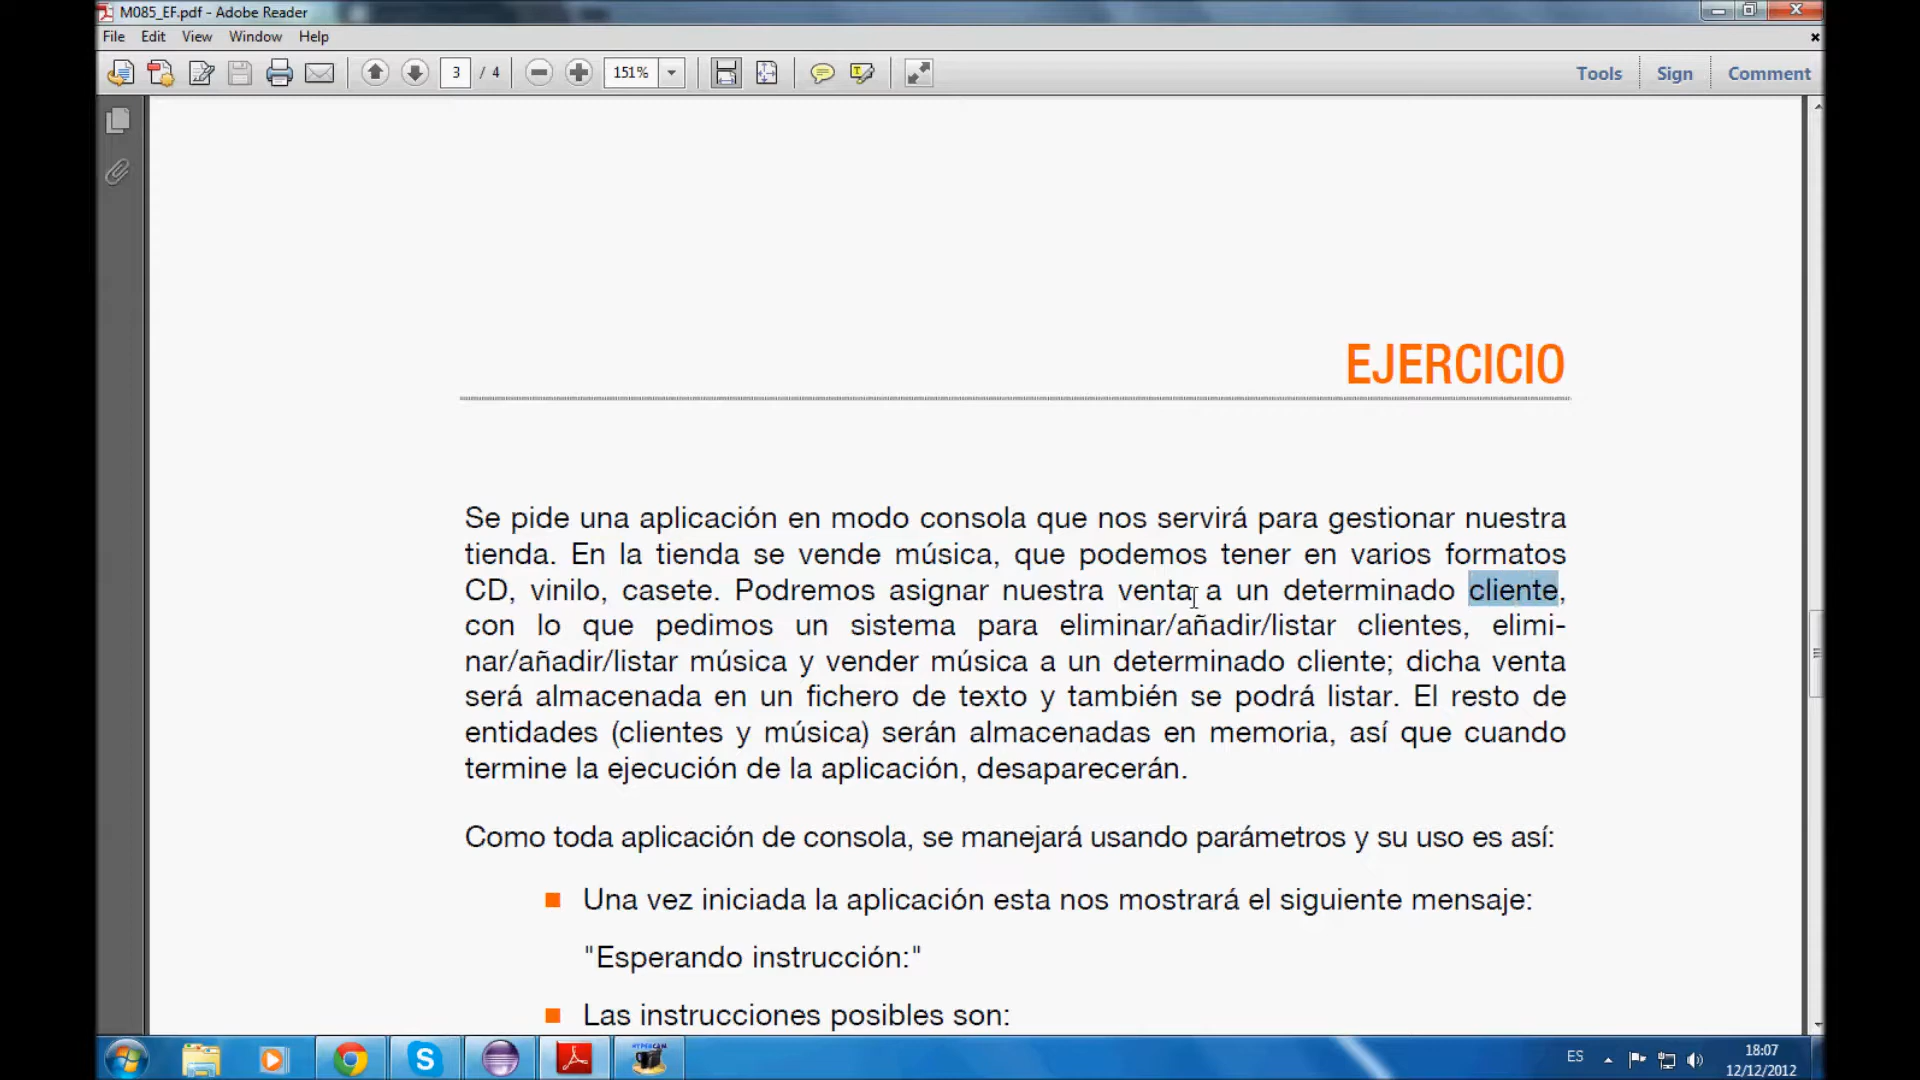 M085_EF.pdf - Adobe Reader
File Edit View Window Help
3 / 4 151% Tools Sign Comment
EJERCICIO
Se pide una aplicación en modo consola que nos servirá para gestionar nuestra
tienda. En la tienda se vende música, que podemos tener en varios formatos
CD, vinilo, casete. Podremos asignar nuestra venta a un determinado cliente,
con lo que pedimos un sistema para eliminar/añadir/listar clientes, elimi-
nar/añadir/listar música y vender música a un determinado cliente; dicha venta
será almacenada en un fichero de texto y también se podrá listar. El resto de
entidades (clientes y música) serán almacenadas en memoria, así que cuando
termine la ejecución de la aplicación, desaparecerán.
Como toda aplicación de consola, se manejará usando parámetros y su uso es así:
Una vez iniciada la aplicación esta nos mostrará el siguiente mensaje:
"Esperando instrucción:"
Las instrucciones posibles son:
HYPERCAM
ES
18:07
12/12/2012